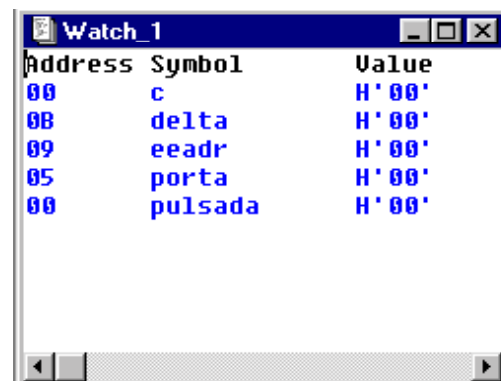 Watch_1
Address Symbol Value
00 c H'00'
0B delta H'00'
09 eeadr H'00'
05 porta H'00'
00 pulsada H'00'